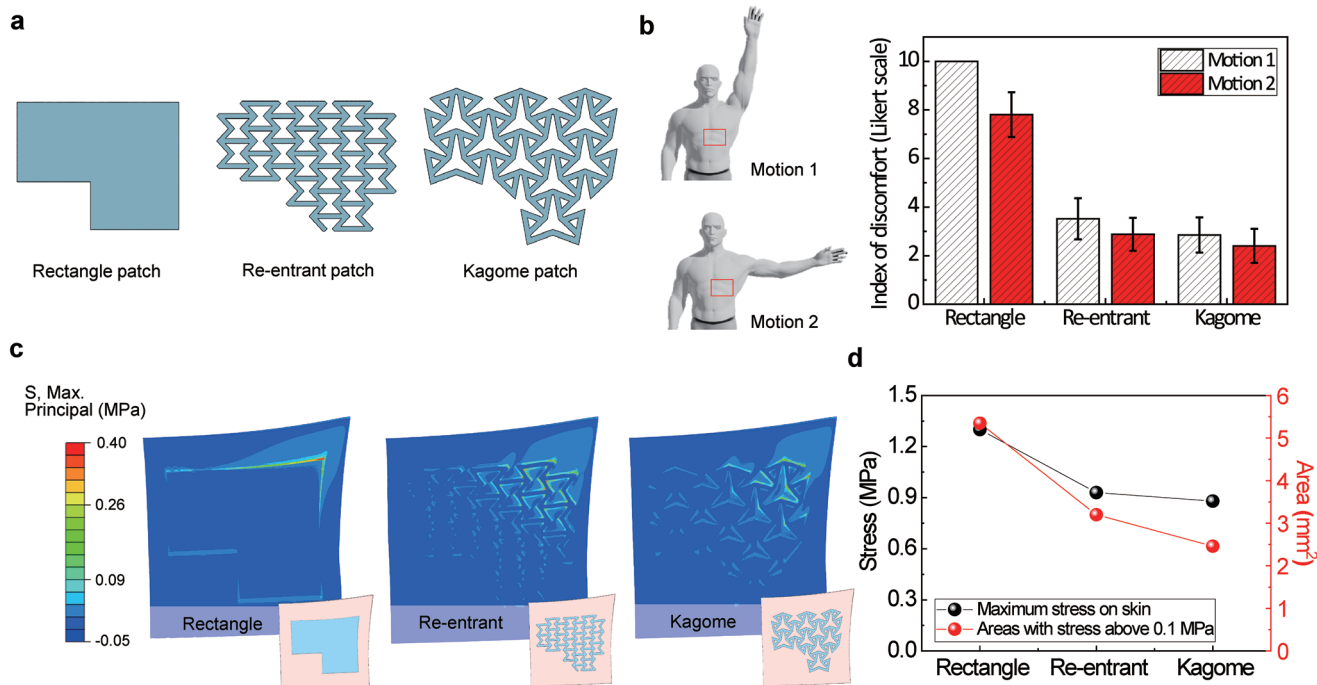 a
Rectangle patch
Re-entrant patch
Kagome patch
b
Motion 1
Motion 2
Index of discomfort (Likert scale)
10
8
6
4
2
0
Motion 1
Motion 2
Rectangle
Re-entrant
Kagome
c
S, Max.
Principal (MPa)
0.40
0.26
0.09
-0.05
Rectangle
Re-entrant
Kagome
d
Stress (MPa)
1.5
1.2
0.9
0.6
0.3
0.0
Maximum stress on skin
Areas with stress above 0.1 MPa
Rectangle
Re-entrant
Kagome
6
5
4
3
2
1
0
Area (mm²)